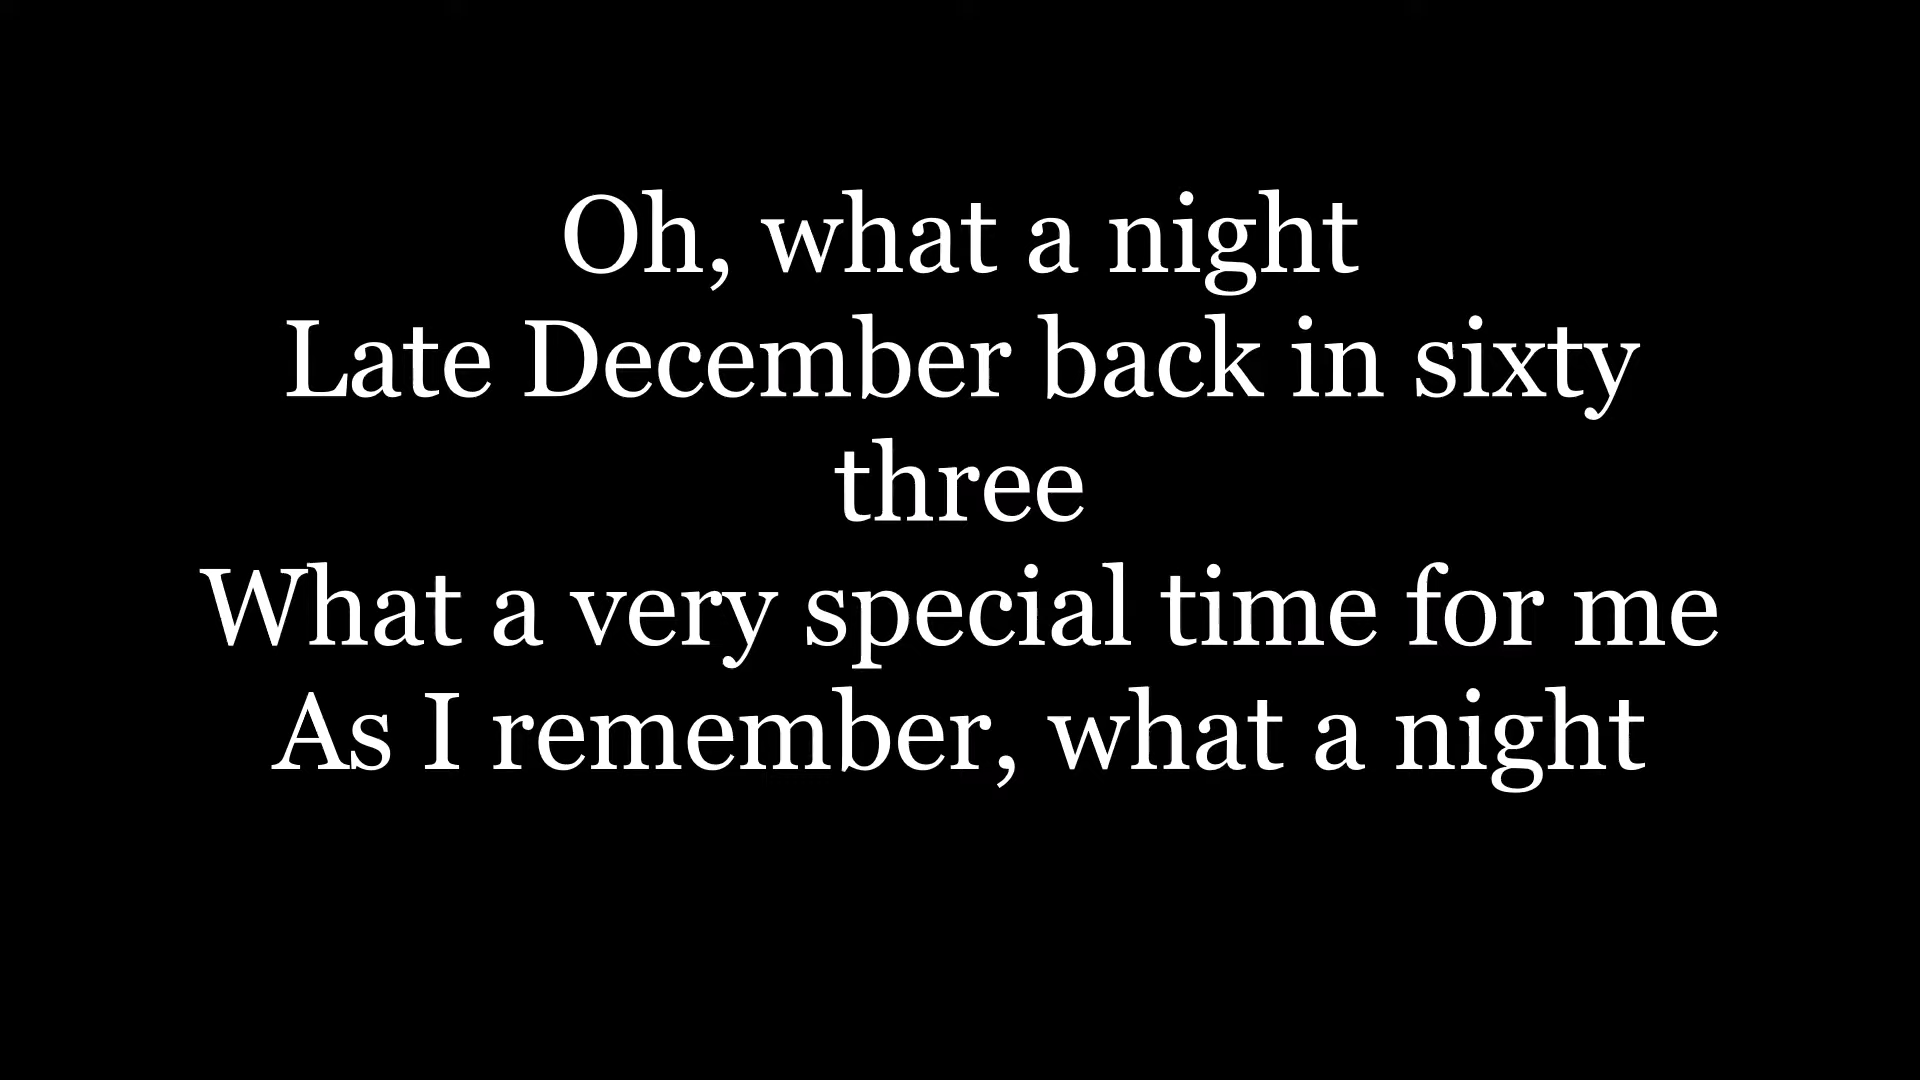 Oh, what a night
Late December back in sixty
three
What a very special time for me
As I remember, what a night